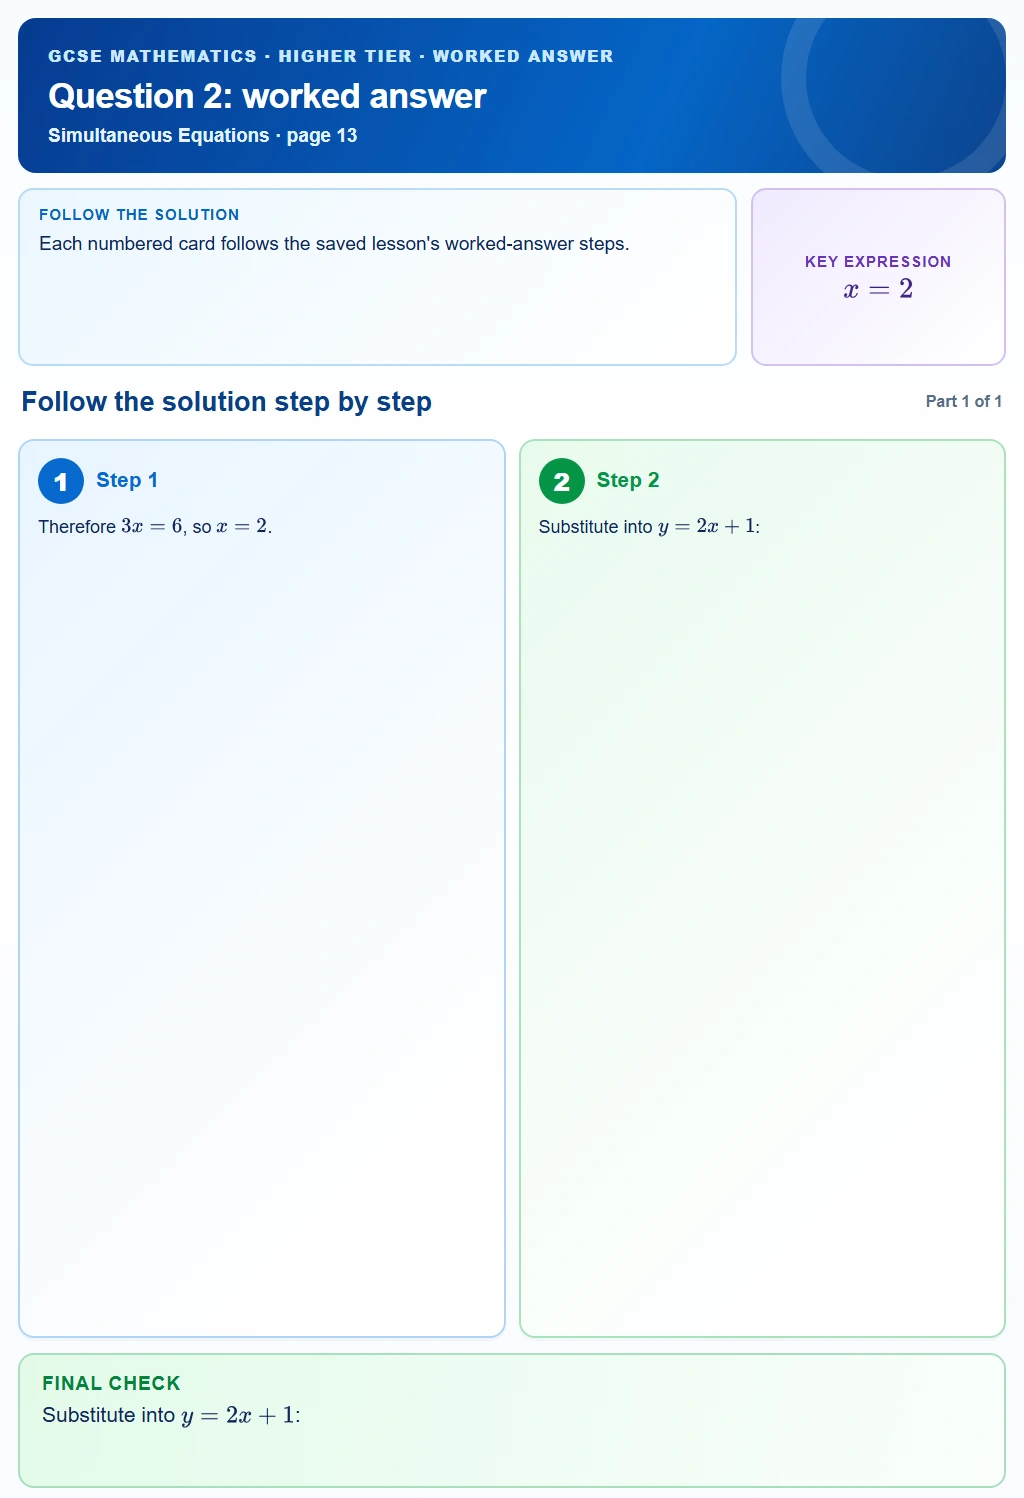 GCSE MATHEMATICS · HIGHER TIER · WORKED ANSWER
Question 2: worked answer
Simultaneous Equations · page 13
FOLLOW THE SOLUTION
Each numbered card follows the saved lesson's worked-answer steps.
KEY EXPRESSION
x = 2
Follow the solution step by step
Part 1 of 1
1 Step 1
Therefore 3x = 6, so x = 2.
2 Step 2
Substitute into y = 2x + 1:
FINAL CHECK
Substitute into y = 2x + 1: